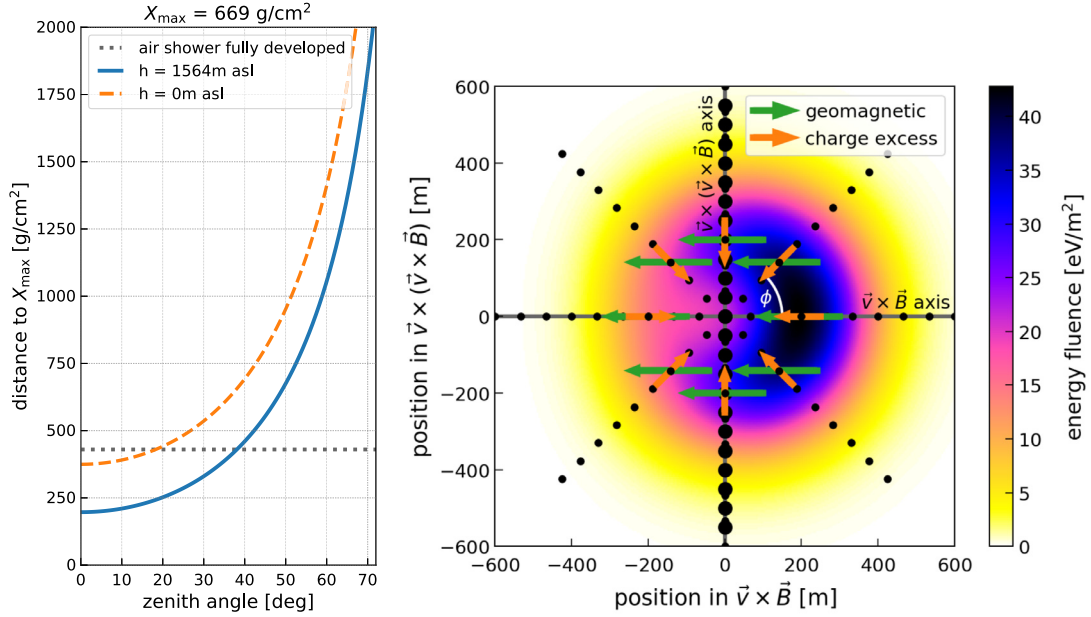 X_max = 669 g/cm²
air shower fully developed
h = 1564m asl
h = 0m asl
distance to X_max [g/cm²]
2000
1750
1500
1250
1000
750
500
250
0
0 10 20 30 40 50 60 70
zenith angle [deg]
geomagnetic
charge excess
v⃗ × (v⃗ × B⃗) axis
v⃗ × B⃗ axis
ϕ
position in v⃗ × (v⃗ × B⃗) [m]
600
400
200
0
−200
−400
−600
−600 −400 −200 0 200 400 600
position in v⃗ × B⃗ [m]
40
35
30
25
20
15
10
5
0
energy fluence [eV/m²]